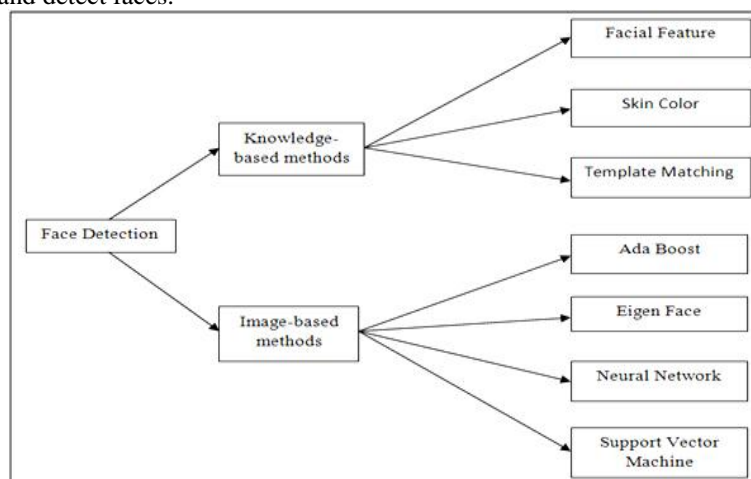 and detect faces.
Facial Feature
Skin Color
Knowledge-
based methods
Template Matching
Face Detection
Ada Boost
Eigen Face
Image-based
methods
Neural Network
Support Vector
Machine